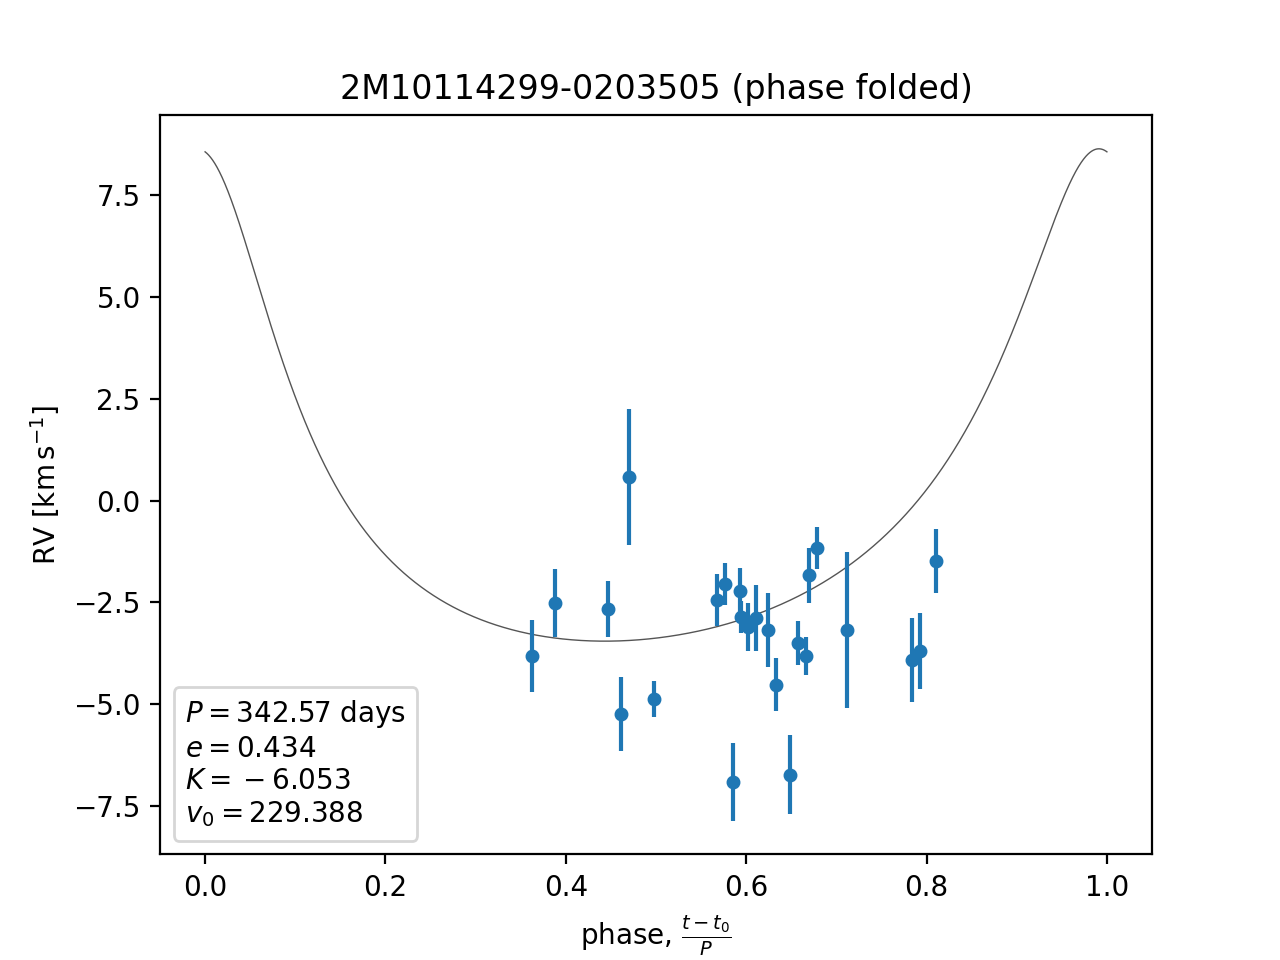 2M10114299-0203505 (phase folded)
RV [km s⁻¹]
7.5
5.0
2.5
0.0
−2.5
−5.0
−7.5
P = 342.57 days
e = 0.434
K = −6.053
v₀ = 229.388
0.0 0.2 0.4 0.6 0.8 1.0
phase, (t − t₀)/P